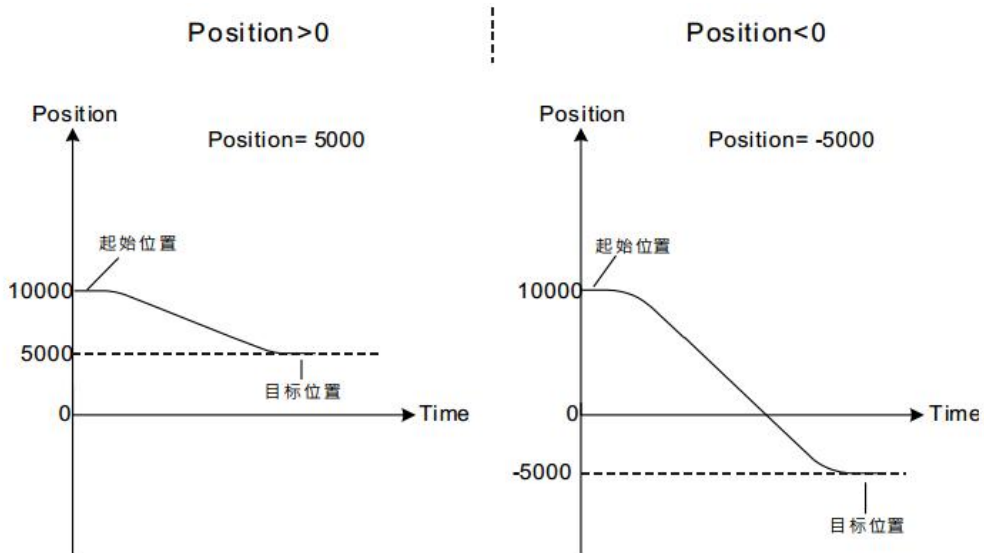 Position>0
Position<0
Position
Position= 5000
起始位置
10000
5000
目标位置
0
Time
Position
Position= -5000
起始位置
10000
0
Time
-5000
目标位置